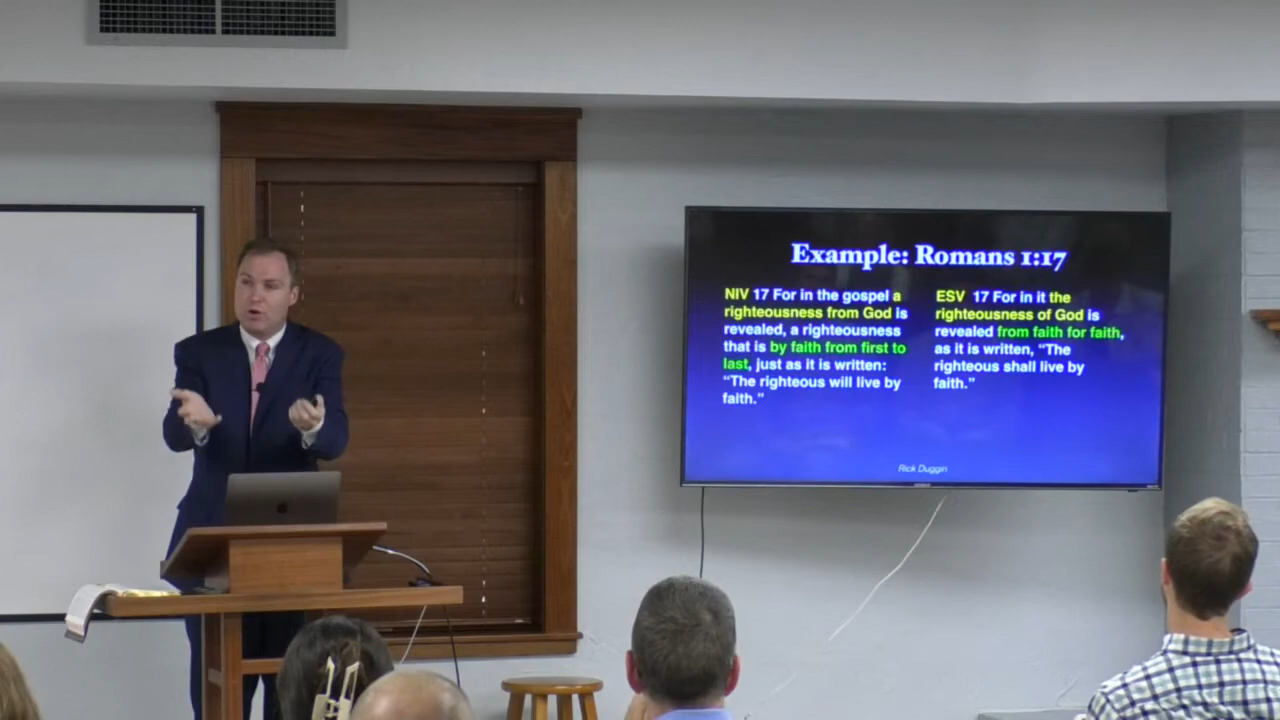 Example: Romans 1:17
NIV 17 For in the gospel a
righteousness from God is
revealed, a righteousness
that is by faith from first to
last, just as it is written:
“The righteous will live by
faith.”
ESV 17 For in it the
righteousness of God is
revealed from faith for faith,
as it is written, “The
righteous shall live by
faith.”
Rick Duggin